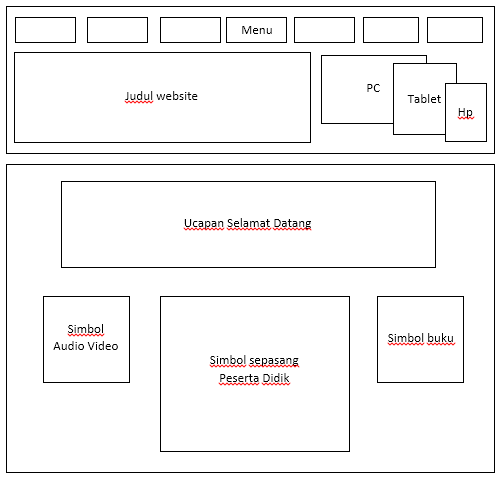 Menu
Judul website
PC
Tablet
Hp
Ucapan Selamat Datang
Simbol
Audio Video
Simbol sepasang
Peserta Didik
Simbol buku